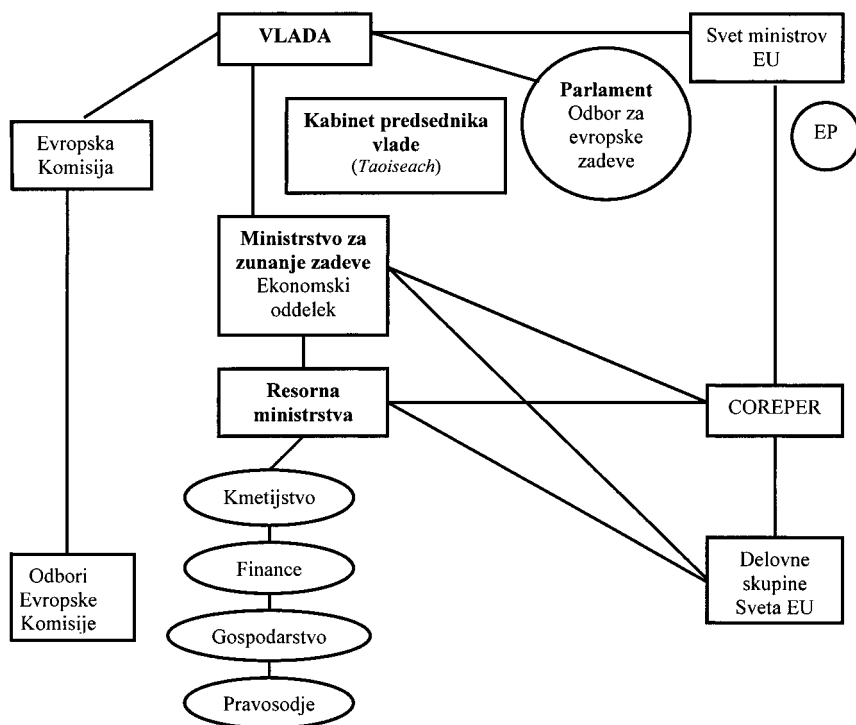 VLADA
Svet ministrov
EU
Parlament
Odbor za
evropske
zadeve
Kabinet predsednika
vlade
(Taoiseach)
EP
Evropska
Komisija
Ministrstvo za
zunanje zadeve
Ekonomski
oddelek
Resorna
ministrstva
COREPER
Kmetijstvo
Finance
Gospodarstvo
Pravosodje
Odbori
Evropske
Komisije
Delovne
skupine
Sveta EU